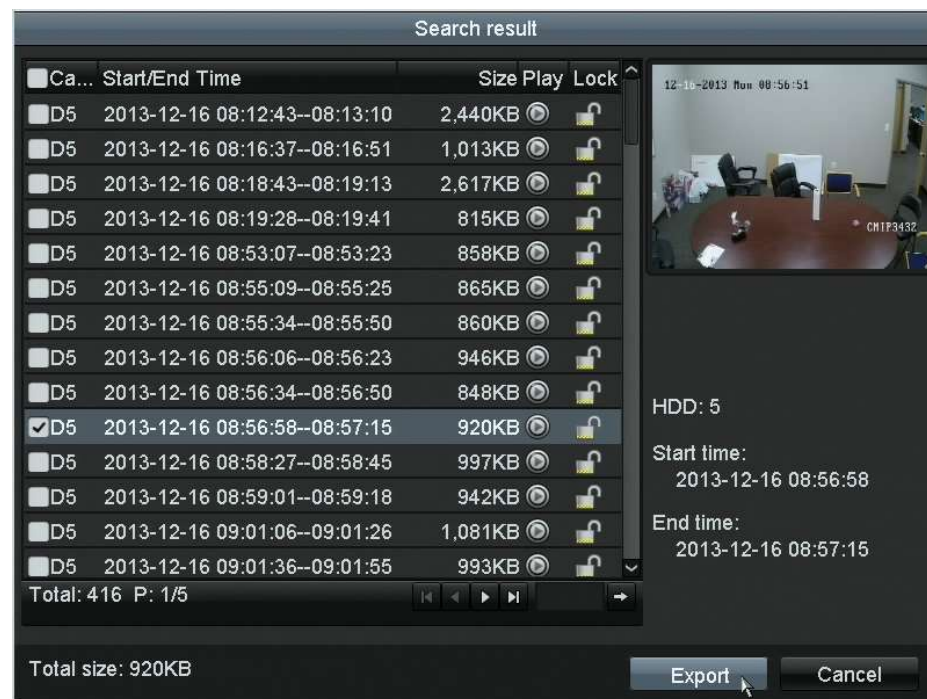 Search result
Ca... Start/End Time Size Play Lock
D5 2013-12-16 08:12:43--08:13:10 2,440KB
D5 2013-12-16 08:16:37--08:16:51 1,013KB
D5 2013-12-16 08:18:43--08:19:13 2,617KB
D5 2013-12-16 08:19:28--08:19:41 815KB
D5 2013-12-16 08:53:07--08:53:23 858KB
D5 2013-12-16 08:55:09--08:55:25 865KB
D5 2013-12-16 08:55:34--08:55:50 860KB
D5 2013-12-16 08:56:06--08:56:23 946KB
D5 2013-12-16 08:56:34--08:56:50 848KB
D5 2013-12-16 08:56:58--08:57:15 920KB
D5 2013-12-16 08:58:27--08:58:45 997KB
D5 2013-12-16 08:59:01--08:59:18 942KB
D5 2013-12-16 09:01:06--09:01:26 1,081KB
D5 2013-12-16 09:01:36--09:01:55 993KB
Total: 416 P: 1/5
12-16-2013 Mon 08:56:51
CMIP3432
HDD: 5
Start time:
2013-12-16 08:56:58
End time:
2013-12-16 08:57:15
Total size: 920KB
Export
Cancel